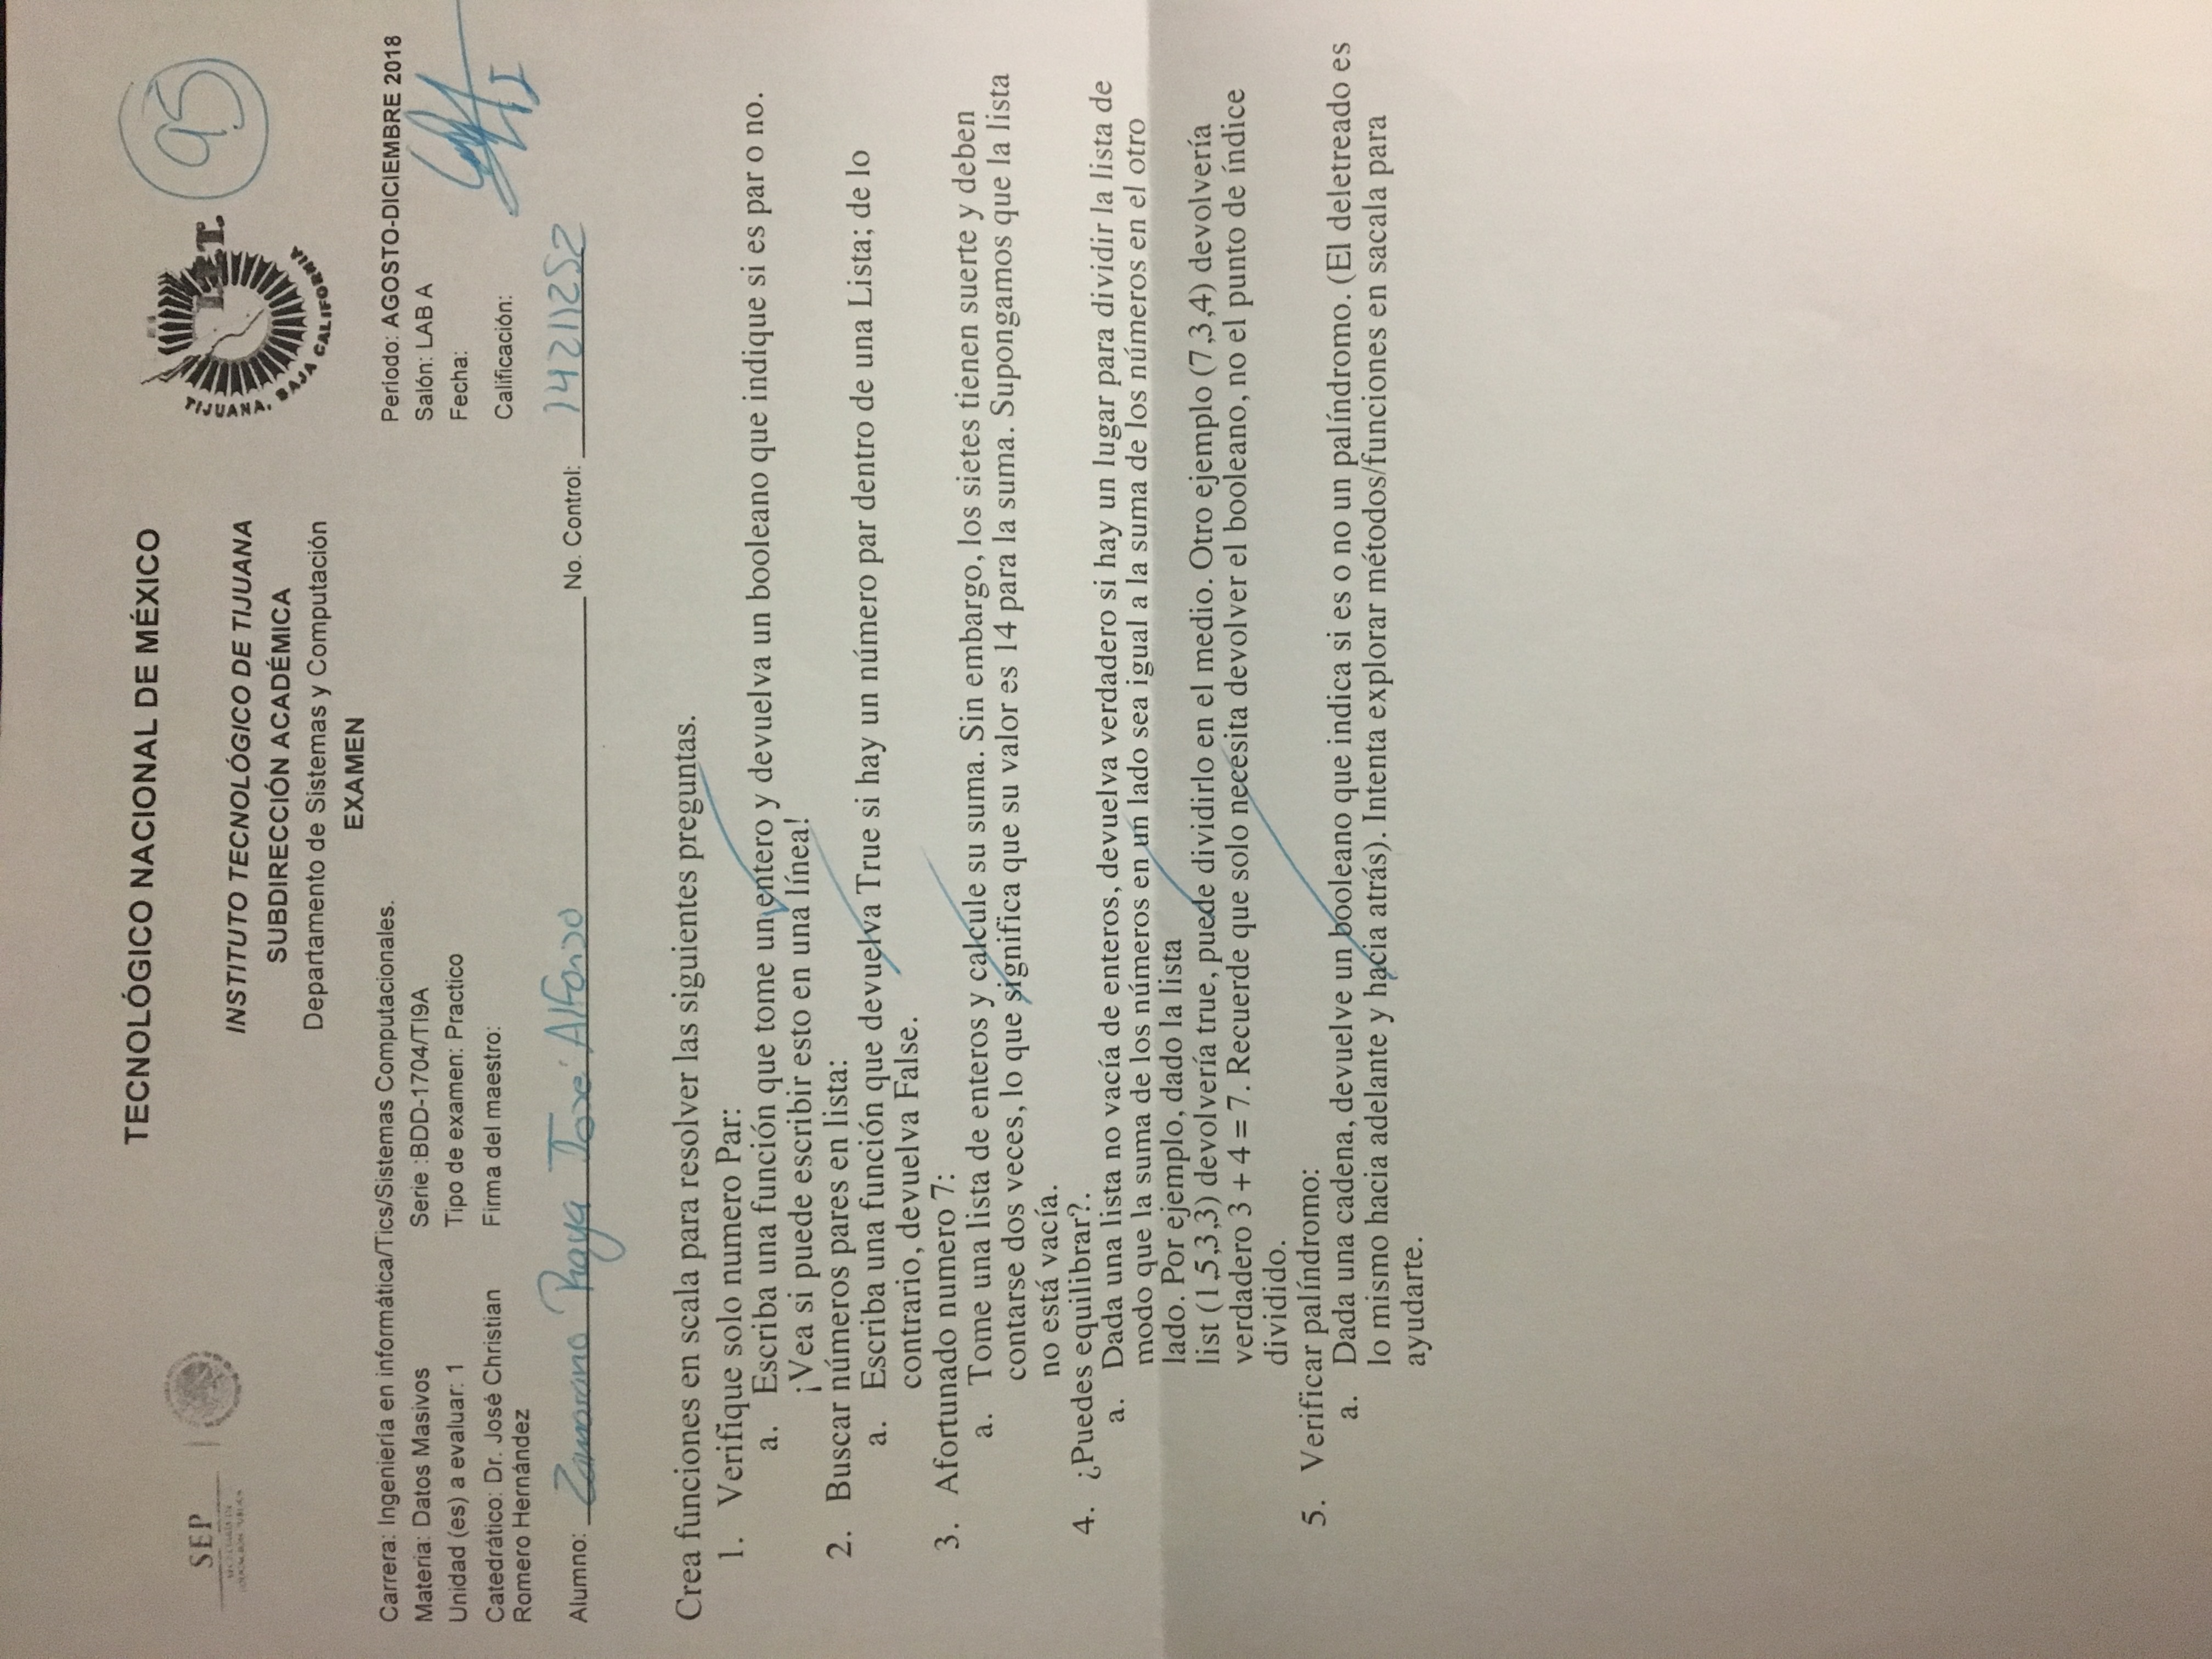 TECNOLÓGICO NACIONAL DE MÉXICO
SEP
SECRETARÍA DE
EDUCACIÓN PÚBLICA
I.T.T.
TIJUANA, BAJA CALIFORNIA
95
INSTITUTO TECNOLÓGICO DE TIJUANA
SUBDIRECCIÓN ACADÉMICA
Departamento de Sistemas y Computación
EXAMEN
Carrera: Ingeniería en informática/Tics/Sistemas Computacionales. Periodo: AGOSTO-DICIEMBRE 2018
Materia: Datos Masivos Serie :BDD-1704/TI9A Salón: LAB A
Unidad (es) a evaluar: 1 Tipo de examen: Practico Fecha:
Catedrático: Dr. José Christian Firma del maestro: Calificación:
Romero Hernández
Alumno: Zamorano Raya José Alfonso No. Control: 14211252
Crea funciones en scala para resolver las siguientes preguntas.
1. Verifique solo numero Par:
a. Escriba una función que tome un entero y devuelva un booleano que indique si es par o no.
¡Vea si puede escribir esto en una línea!
2. Buscar números pares en lista:
a. Escriba una función que devuelva True si hay un número par dentro de una Lista; de lo
contrario, devuelva False.
3. Afortunado numero 7:
a. Tome una lista de enteros y calcule su suma. Sin embargo, los sietes tienen suerte y deben
contarse dos veces, lo que significa que su valor es 14 para la suma. Supongamos que la lista
no está vacía.
4. ¿Puedes equilibrar?.
a. Dada una lista no vacía de enteros, devuelva verdadero si hay un lugar para dividir la lista de
modo que la suma de los números en un lado sea igual a la suma de los números en el otro
lado. Por ejemplo, dado la lista
list (1,5,3,3) devolvería true, puede dividirlo en el medio. Otro ejemplo (7,3,4) devolvería
verdadero 3 + 4 = 7. Recuerde que solo necesita devolver el booleano, no el punto de índice
dividido.
5. Verificar palíndromo:
a. Dada una cadena, devuelve un booleano que indica si es o no un palíndromo. (El deletreado es
lo mismo hacia adelante y hacia atrás). Intenta explorar métodos/funciones en sacala para
ayudarte.